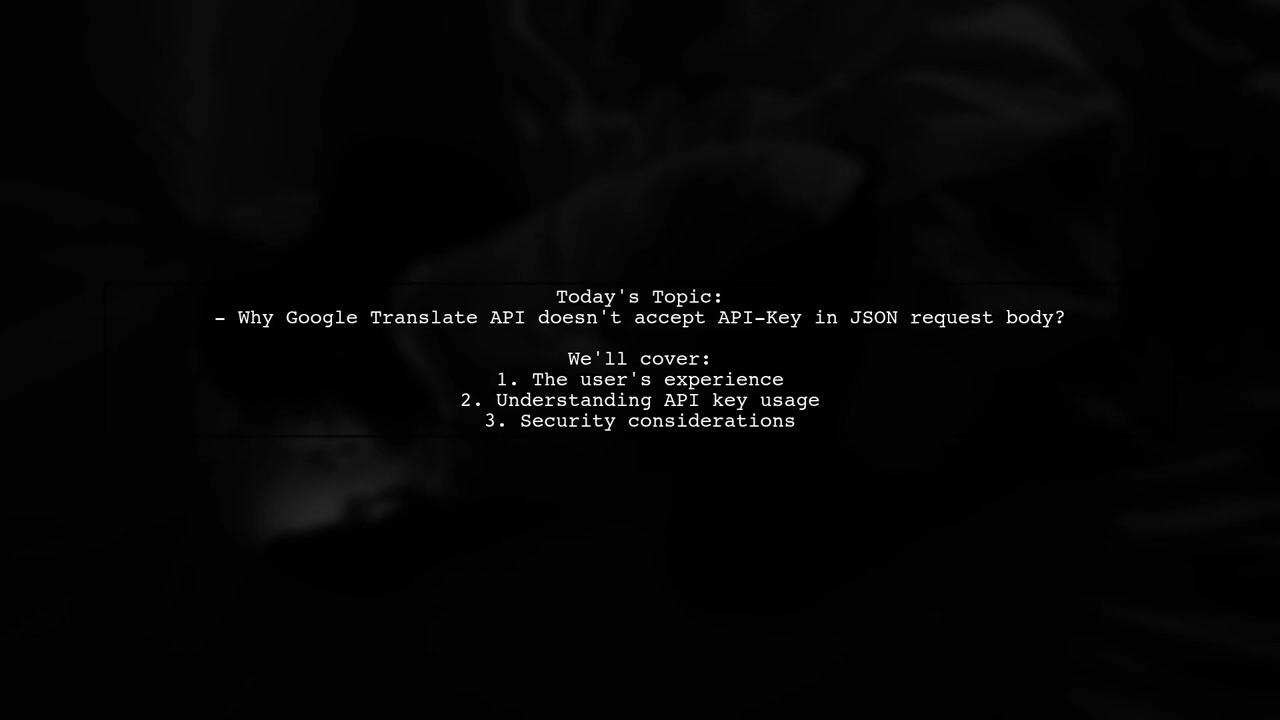 Today's Topic:
- Why Google Translate API doesn't accept API-Key in JSON request body?
We'll cover:
1. The user's experience
2. Understanding API key usage
3. Security considerations